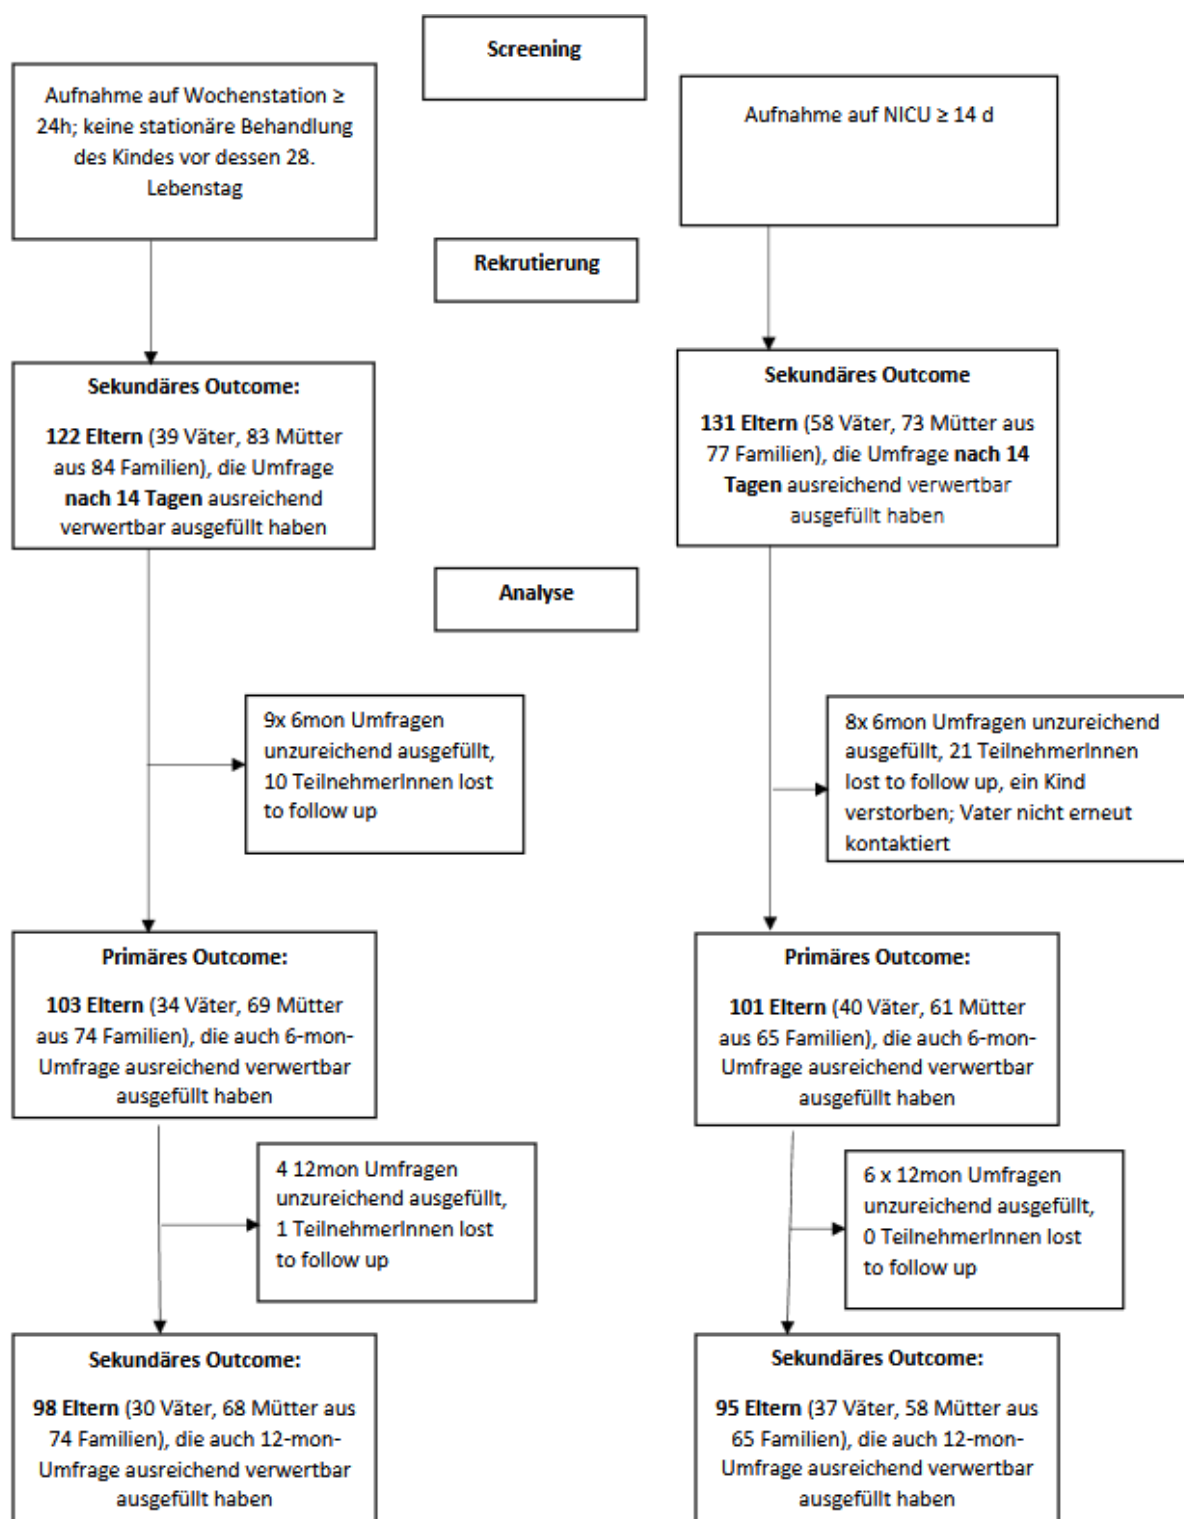 Screening
Aufnahme auf Wochenstation ≥
24h; keine stationäre Behandlung
des Kindes vor dessen 28.
Lebenstag
Aufnahme auf NICU ≥ 14 d
Rekrutierung
Sekundäres Outcome:
122 Eltern (39 Väter, 83 Mütter
aus 84 Familien), die Umfrage
nach 14 Tagen ausreichend
verwertbar ausgefüllt haben
Sekundäres Outcome
131 Eltern (58 Väter, 73 Mütter aus
77 Familien), die Umfrage nach 14
Tagen ausreichend verwertbar
ausgefüllt haben
Analyse
9x 6mon Umfragen
unzureichend ausgefüllt,
10 TeilnehmerInnen lost
to follow up
8x 6mon Umfragen unzureichend
ausgefüllt, 21 TeilnehmerInnen
lost to follow up, ein Kind
verstorben; Vater nicht erneut
kontaktiert
Primäres Outcome:
103 Eltern (34 Väter, 69 Mütter
aus 74 Familien), die auch 6-mon-
Umfrage ausreichend verwertbar
ausgefüllt haben
Primäres Outcome:
101 Eltern (40 Väter, 61 Mütter
aus 65 Familien), die auch 6-mon-
Umfrage ausreichend verwertbar
ausgefüllt haben
4 12mon Umfragen
unzureichend ausgefüllt,
1 TeilnehmerInnen lost
to follow up
6 x 12mon Umfragen
unzureichend ausgefüllt,
0 TeilnehmerInnen lost
to follow up
Sekundäres Outcome:
98 Eltern (30 Väter, 68 Mütter aus
74 Familien), die auch 12-mon-
Umfrage ausreichend verwertbar
ausgefüllt haben
Sekundäres Outcome:
95 Eltern (37 Väter, 58 Mütter aus
65 Familien), die auch 12-mon-
Umfrage ausreichend verwertbar
ausgefüllt haben